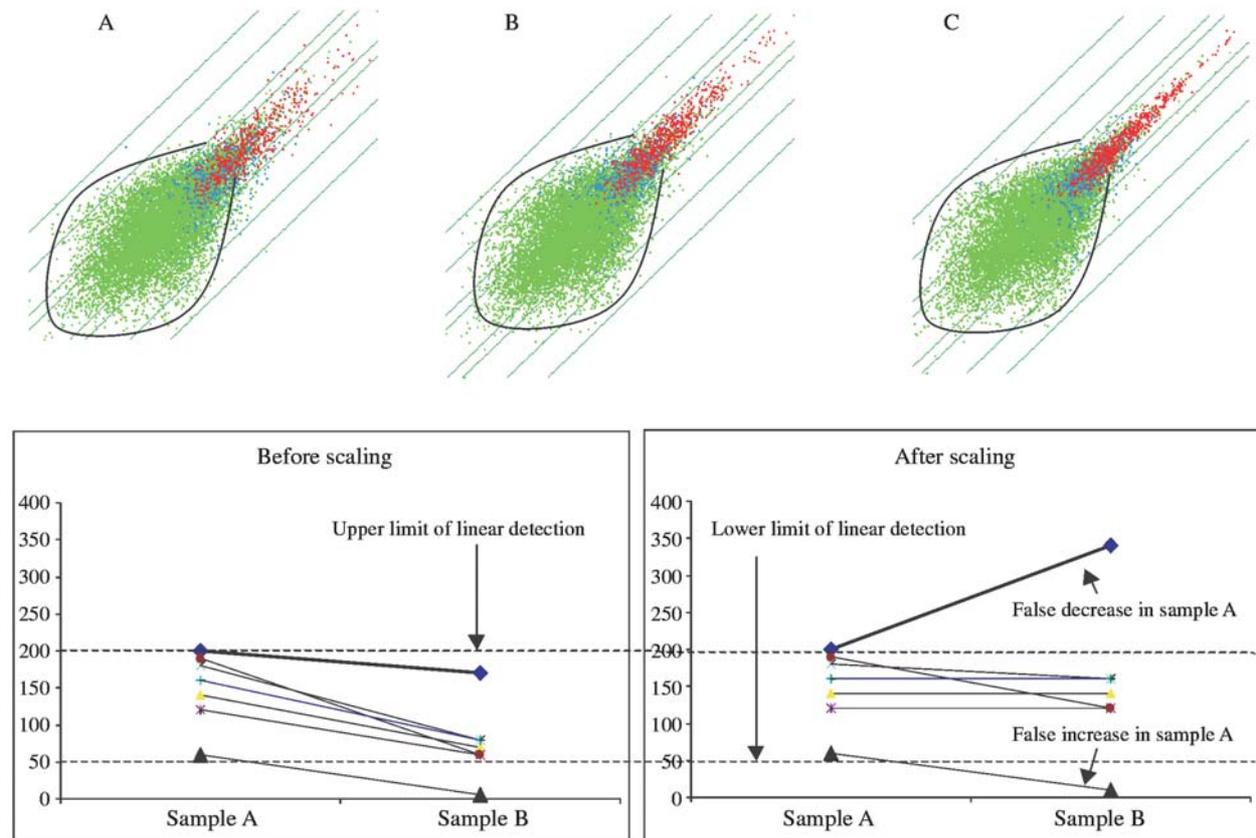 A
B
C
Before scaling
400
350
300
250
200
150
100
50
0
Upper limit of linear detection
Sample A
Sample B
After scaling
400
350
300
250
200
150
100
50
0
Lower limit of linear detection
False decrease in sample A
False increase in sample A
Sample A
Sample B